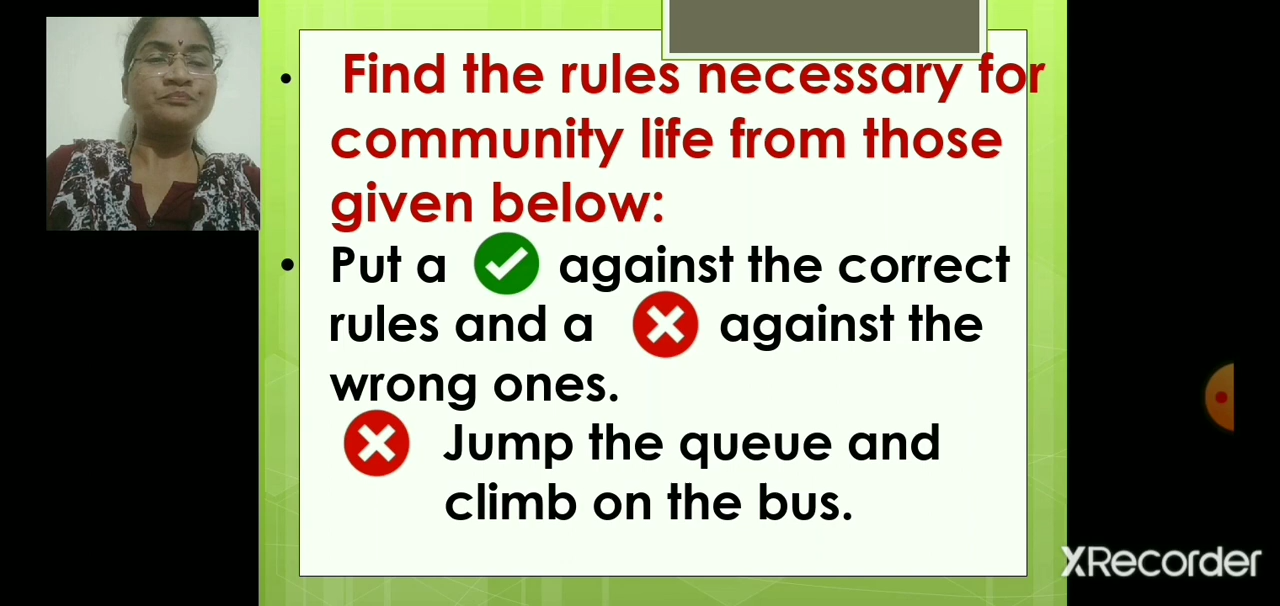 Find the rules necessary for
community life from those
given below:
Put a against the correct
rules and a against the
wrong ones.
Jump the queue and
climb on the bus.
XRecorder